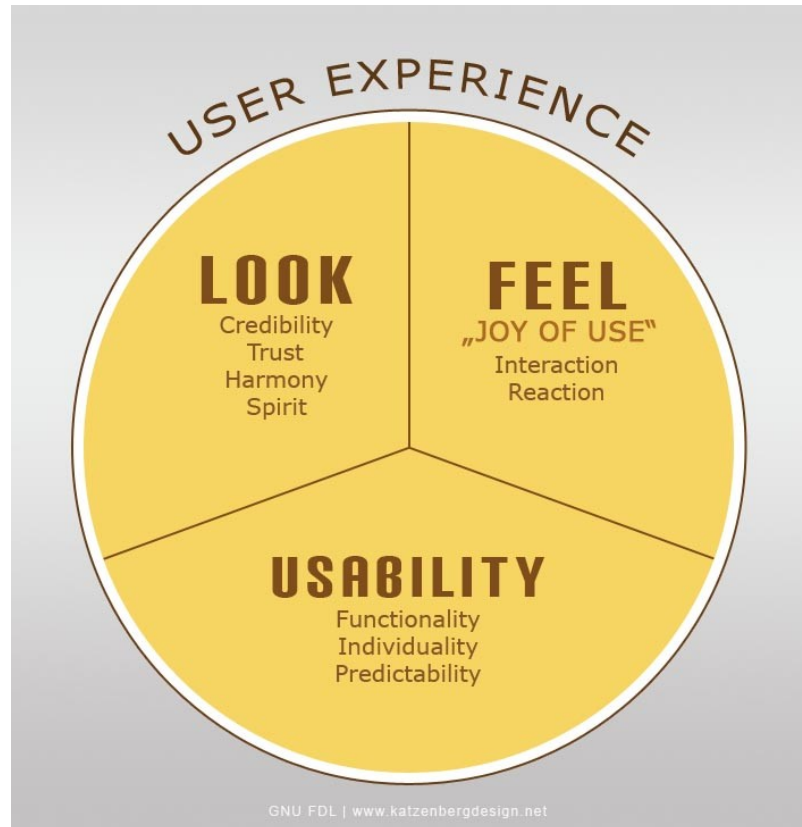 USER EXPERIENCE
LOOK
Credibility
Trust
Harmony
Spirit
FEEL
„JOY OF USE“
Interaction
Reaction
USABILITY
Functionality
Individuality
Predictability
GNU FDL | www.katzenbergdesign.net